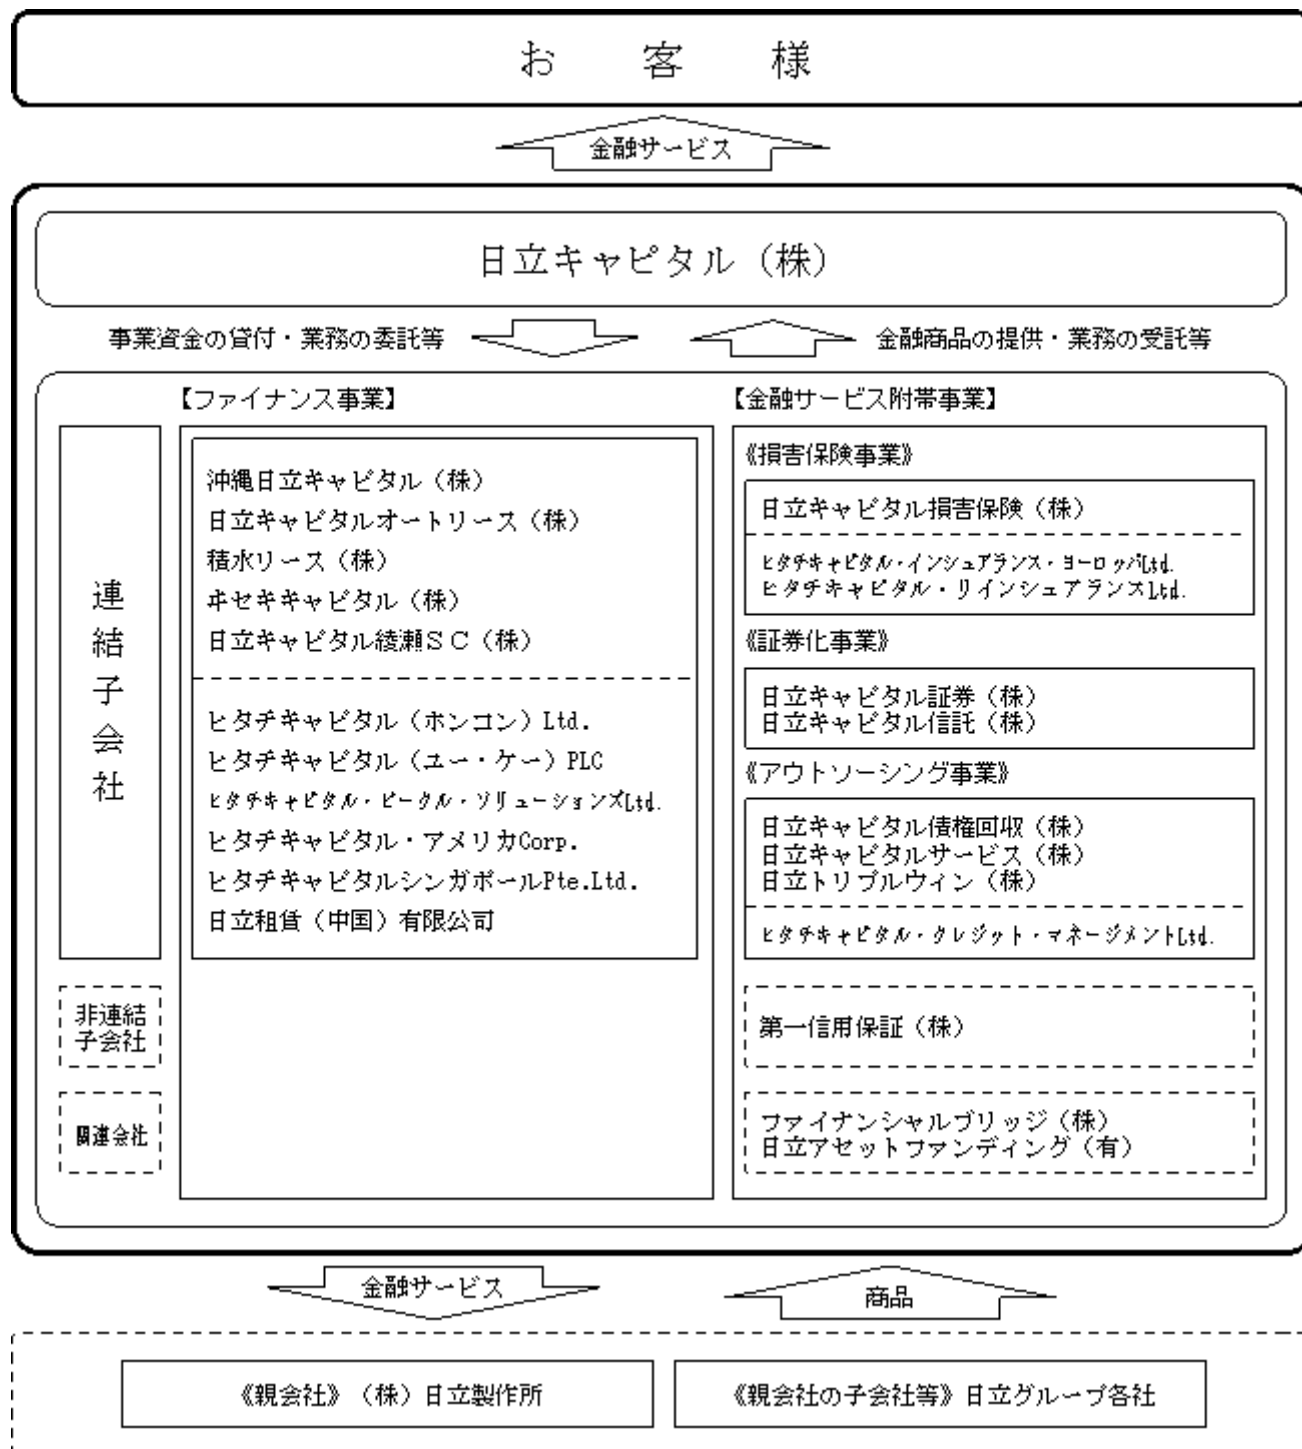 お 客 様
金融サービス
日立キャピタル（株）
事業資金の貸付・業務の委託等
金融商品の提供・業務の受託等
【ファイナンス事業】
【金融サービス附帯事業】
連結子会社
沖縄日立キャピタル（株）
日立キャピタルオートリース（株）
積水リース（株）
ヰセキキャピタル（株）
日立キャピタル綾瀬ＳＣ（株）
ヒタチキャピタル（ホンコン）Ltd.
ヒタチキャピタル（ユー・ケー）PLC
ヒタチキャピタル・ビークル・ソリューションズLtd.
ヒタチキャピタル・アメリカCorp.
ヒタチキャピタルシンガポールPte.Ltd.
日立租賃（中国）有限公司
《損害保険事業》
日立キャピタル損害保険（株）
ヒタチキャピタル・インシュアランス・ヨーロッパLtd.
ヒタチキャピタル・リインシュアランスLtd.
《証券化事業》
日立キャピタル証券（株）
日立キャピタル信託（株）
《アウトソーシング事業》
日立キャピタル債権回収（株）
日立キャピタルサービス（株）
日立トリプルウィン（株）
ヒタチキャピタル・クレジット・マネージメントLtd.
非連結
子会社
第一信用保証（株）
関連会社
ファイナンシャルブリッジ（株）
日立アセットファンディング（有）
金融サービス
商品
《親会社》（株）日立製作所
《親会社の子会社等》日立グループ各社